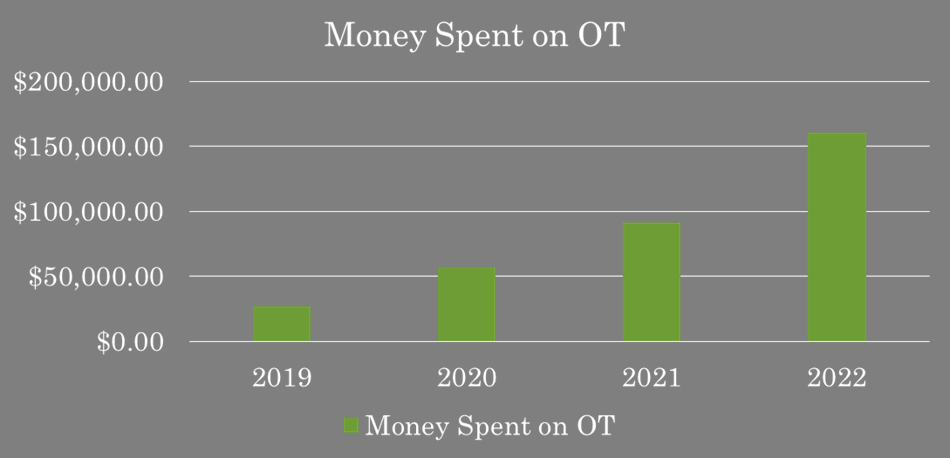 Money Spent on OT
$200,000.00
$150,000.00
$100,000.00
$50,000.00
$0.00
2019 2020 2021 2022
Money Spent on OT